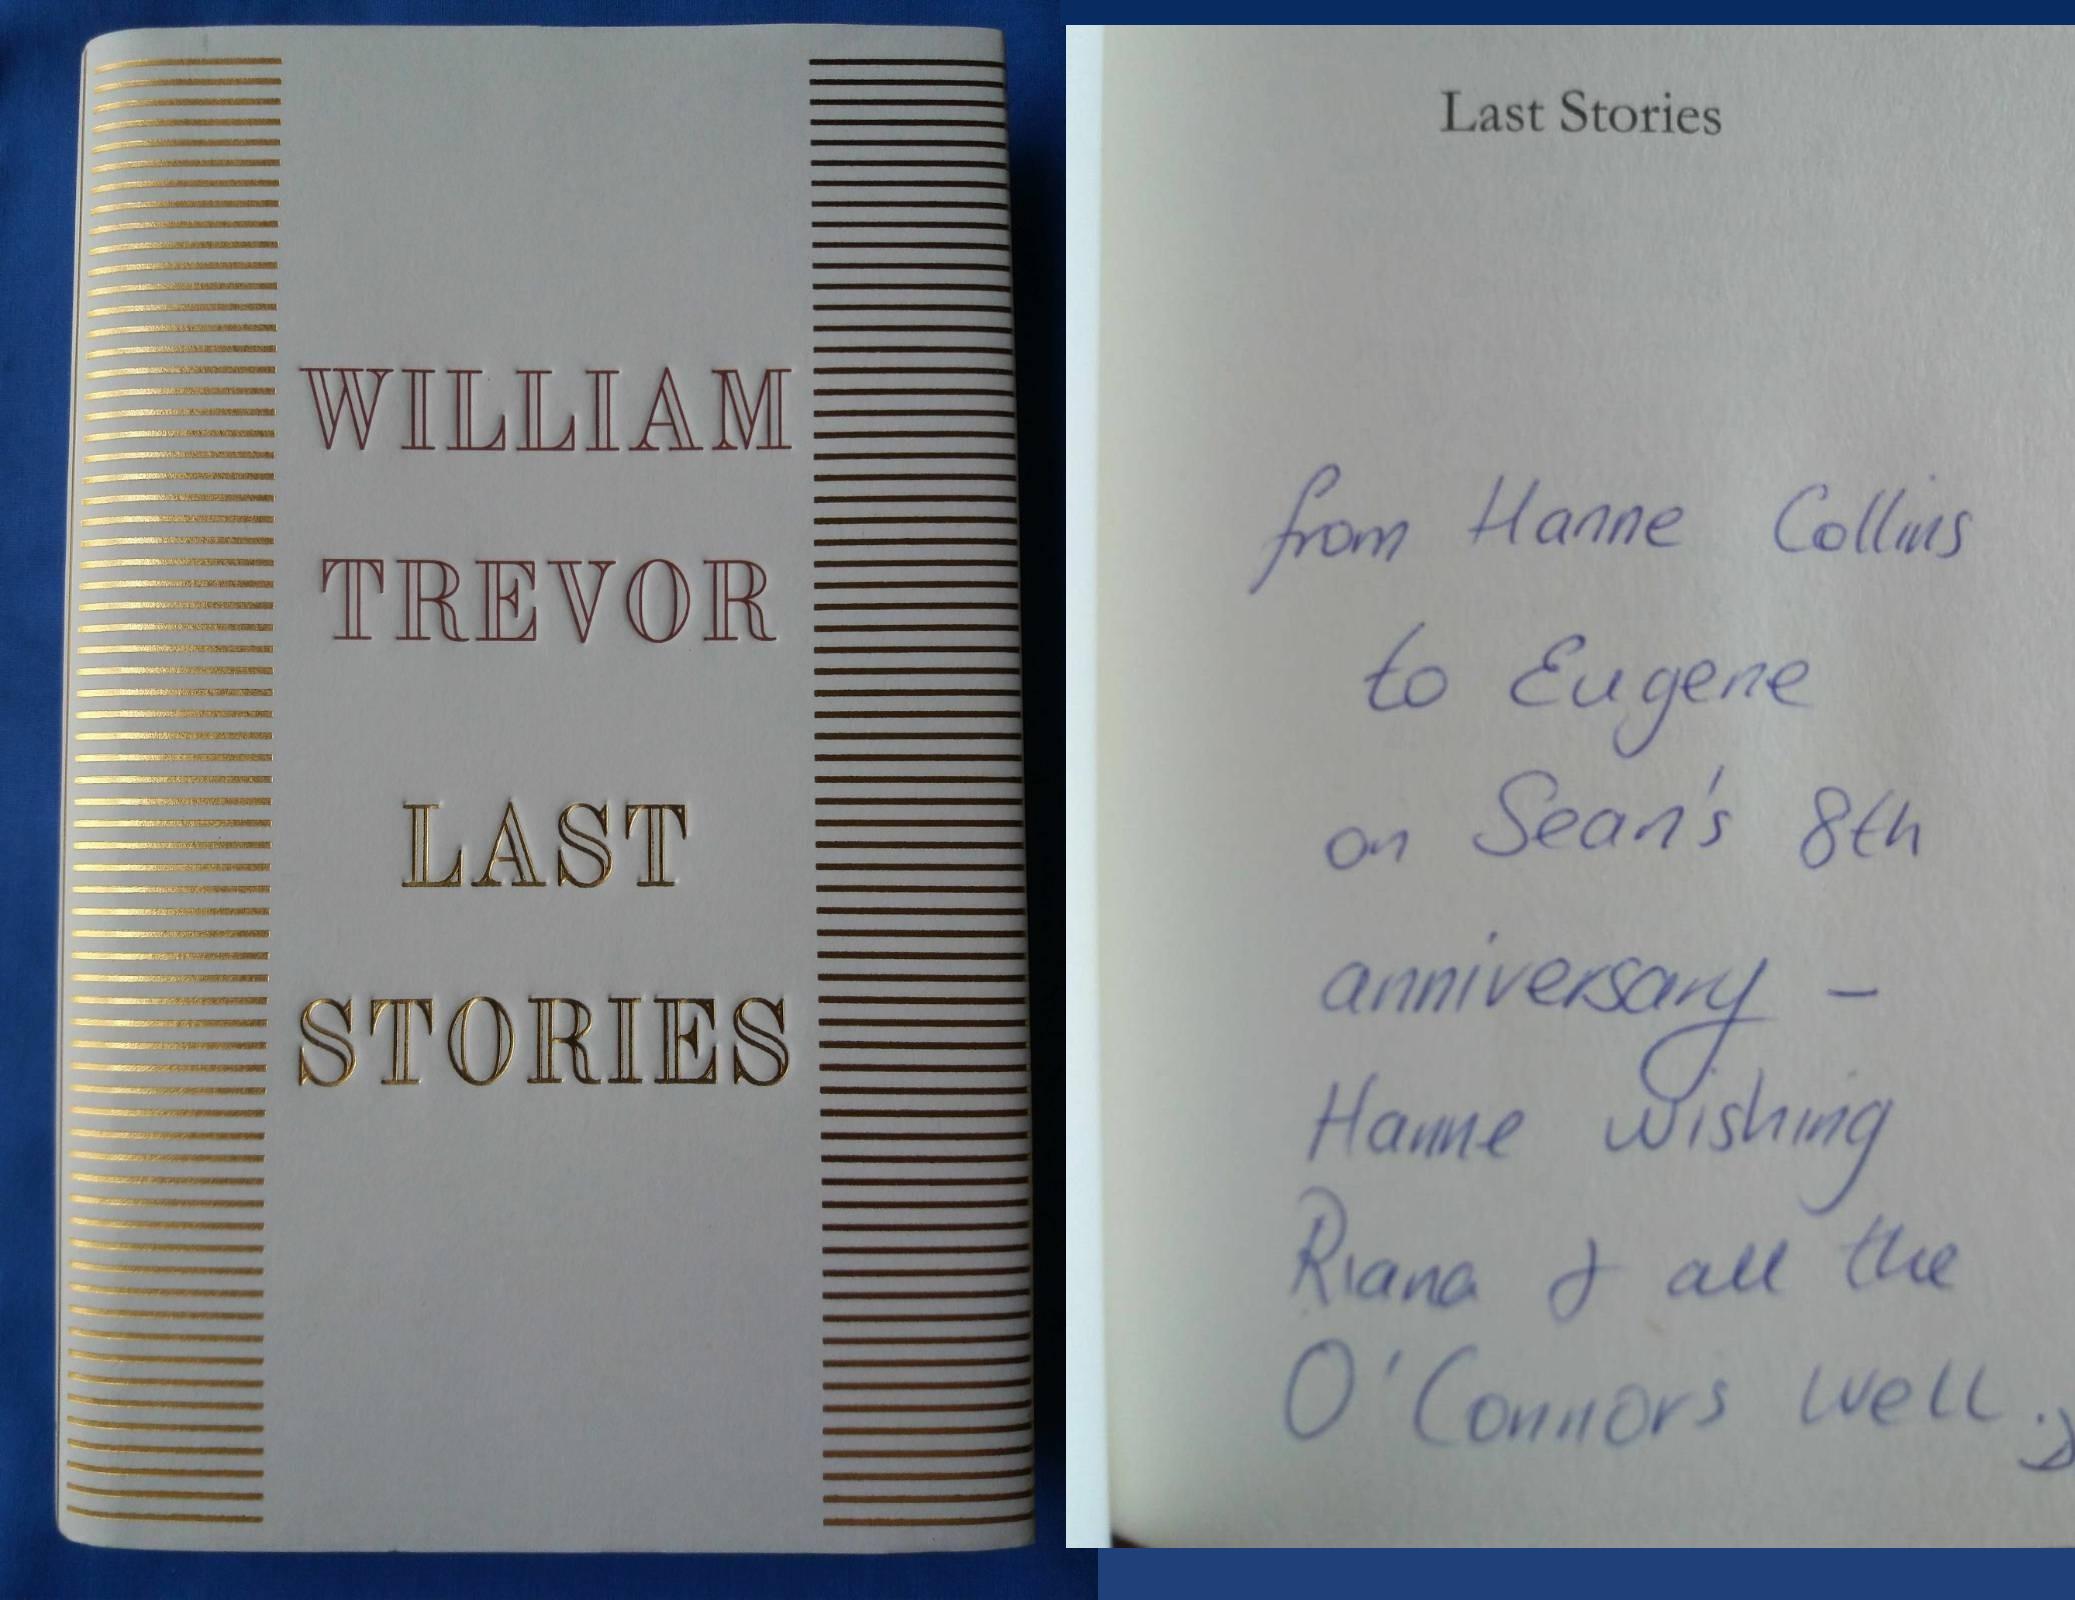 WILLIAM
TREVOR
LAST
STORIES
Last Stories
from Hanne Collins
to Eugene
on Sean's 8th
anniversary –
Hanne wishing
Riana & all the
O'Connors well :)